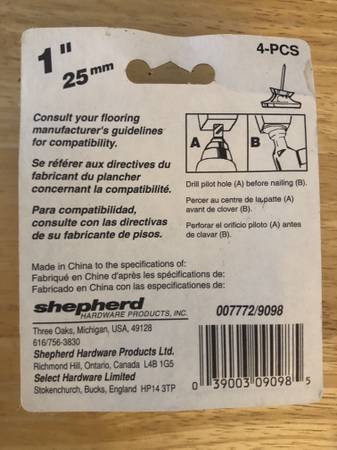 1"
25mm
4-PCS
Consult your flooring
manufacturer's guidelines
for compatibility.
Se référer aux directives du
fabricant du plancher
concernant la compatibilité.
Para compatibilidad,
consulte con las directivas
de su fabricante de pisos.
A
B
Drill pilot hole (A) before nailing (B).
Percer au centre de la patte (A)
avant de clover (B).
Perforar el orificio piloto (A) antes
de clavar (B).
Made in China to the specifications of:
Fabriqué en Chine d'après les spécifications de:
Fabricado en China con las especificaciones de:
shepherd
HARDWARE PRODUCTS, INC.
Three Oaks, Michigan, USA, 49128
616/756-3830
Shepherd Hardware Products Ltd.
Richmond Hill, Ontario, Canada L4B 1G5
Select Hardware Limited
Stokenchurch, Bucks, England HP14 3TP
007772/9098
0 39003 09098 5